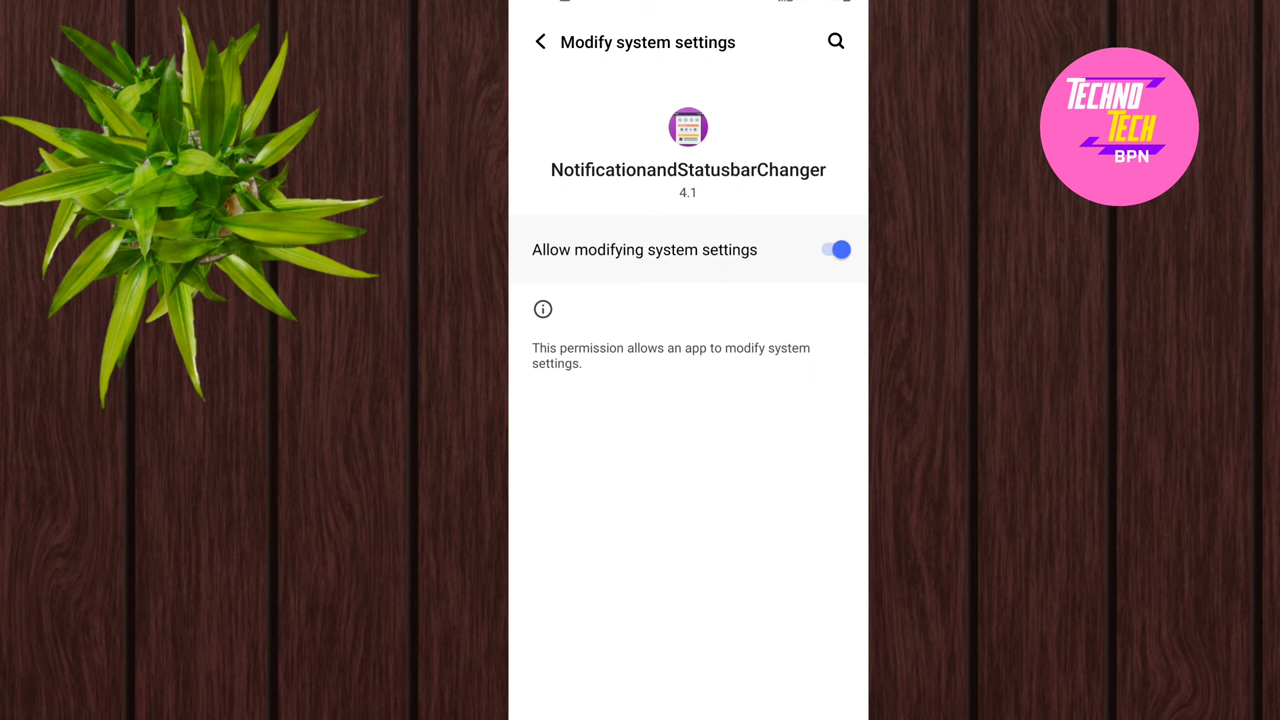 Modify system settings
NotificationandStatusbarChanger
4.1
Allow modifying system settings
This permission allows an app to modify system
settings.
TECHNO
TECH
BPN